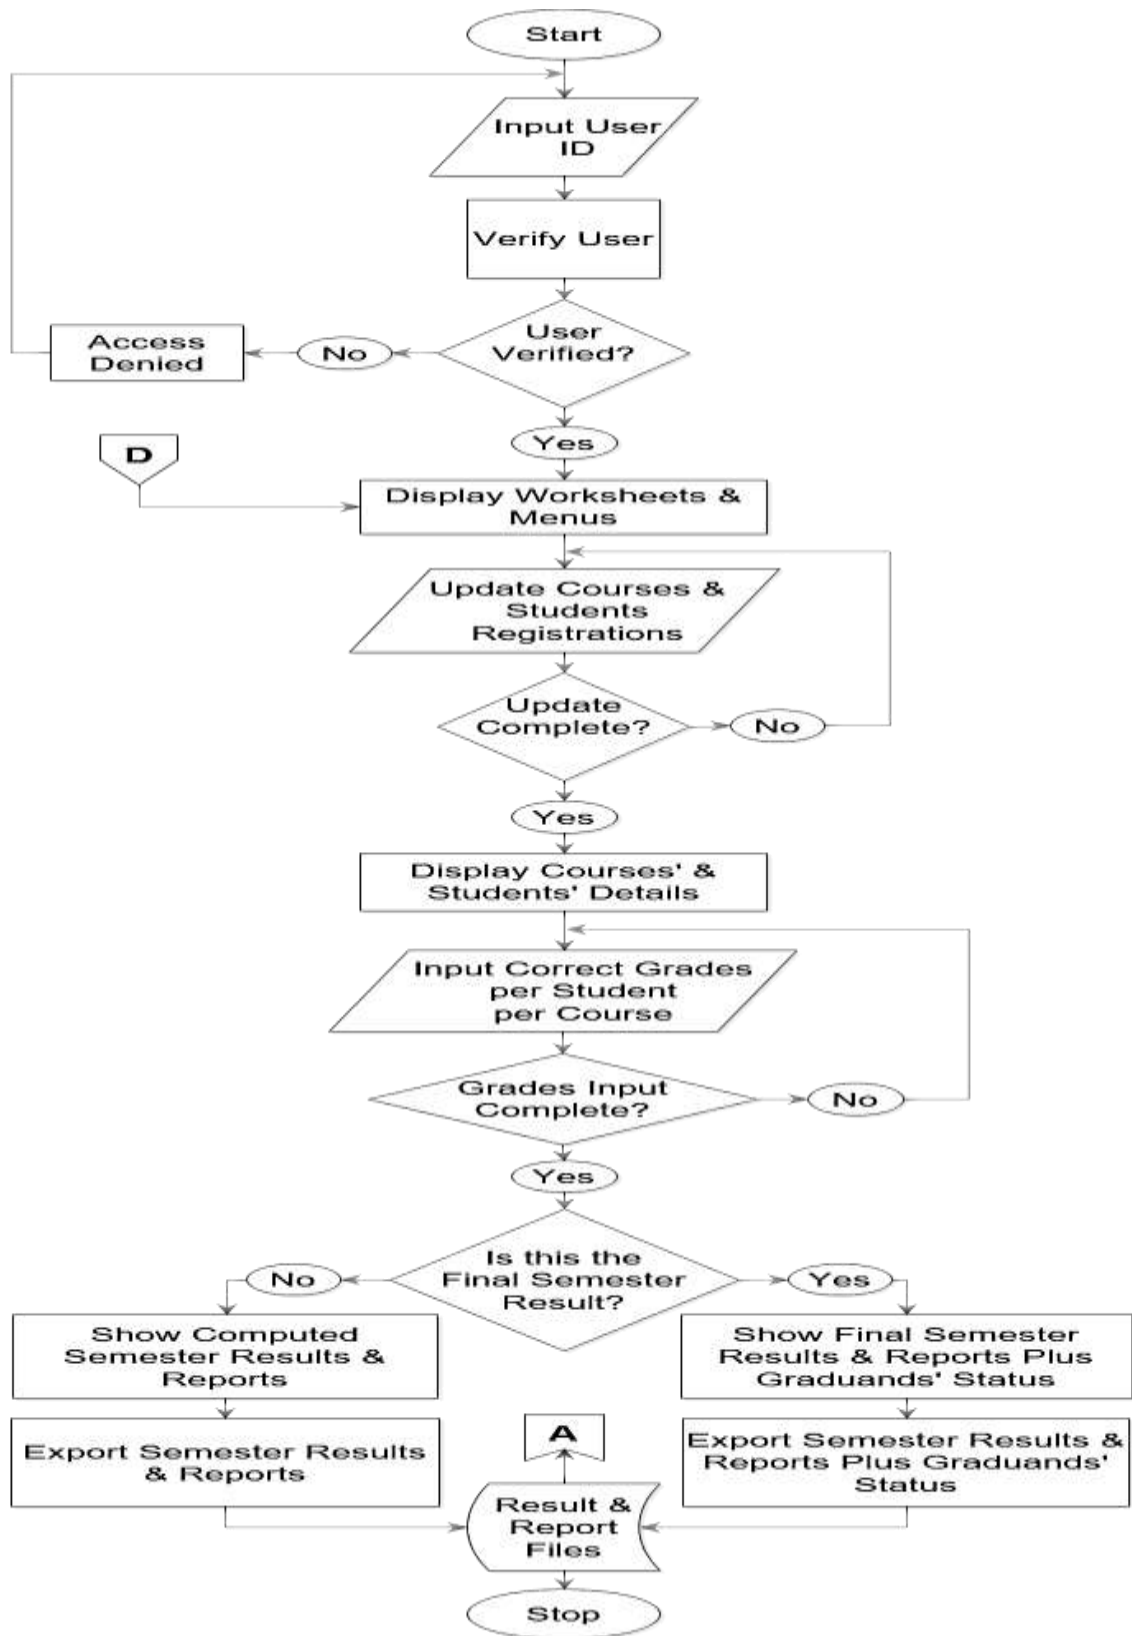 Start
Input User
ID
Verify User
User
Verified?
No
Access
Denied
Yes
D
Display Worksheets &
Menus
Update Courses &
Students
Registrations
Update
Complete?
No
Yes
Display Courses' &
Students' Details
Input Correct Grades
per Student
per Course
Grades Input
Complete?
No
Yes
Is this the
Final Semester
Result?
No
Yes
Show Computed
Semester Results &
Reports
Show Final Semester
Results & Reports Plus
Graduands' Status
Export Semester Results
& Reports
A
Export Semester Results &
Reports Plus Graduands'
Status
Result &
Report
Files
Stop